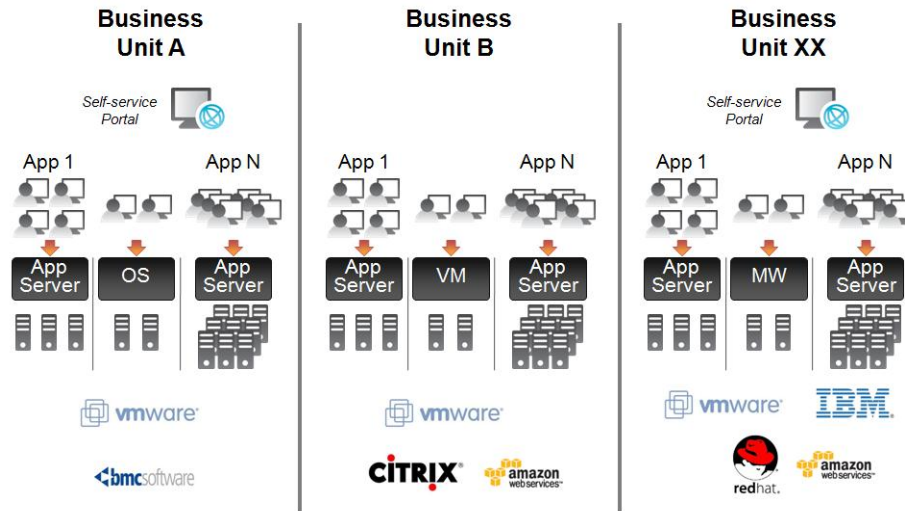 Business
Unit A
Self-service
Portal
App 1
App N
App
Server
OS
App
Server
vmware
bmcsoftware
Business
Unit B
App 1
App N
App
Server
VM
App
Server
vmware
CiTRIX
amazon
webservices™
Business
Unit XX
Self-service
Portal
App 1
App N
App
Server
MW
App
Server
vmware
IBM
redhat.
amazon
webservices™